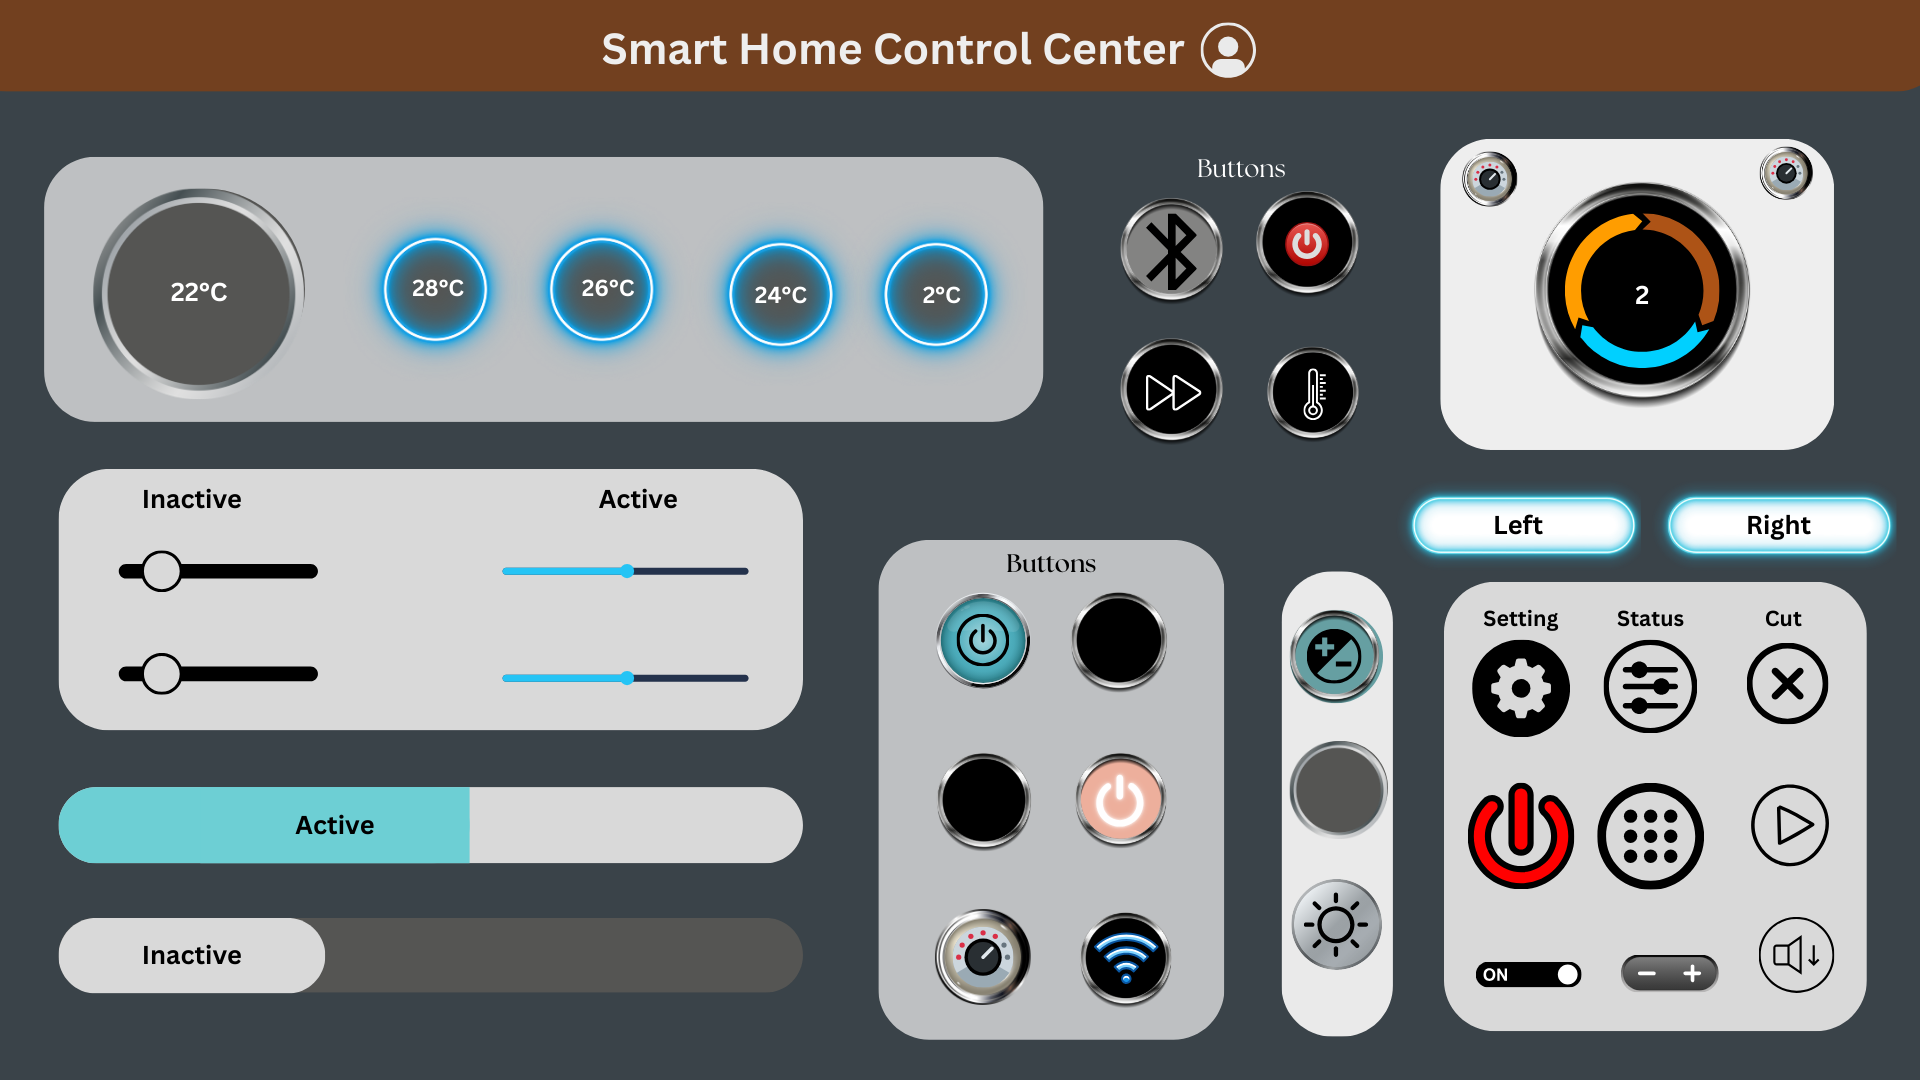 Smart Home Control Center
22°C
28°C
26°C
24°C
2°C
Buttons
2
Inactive
Active
Left
Right
Buttons
Setting
Status
Cut
Active
Inactive
ON